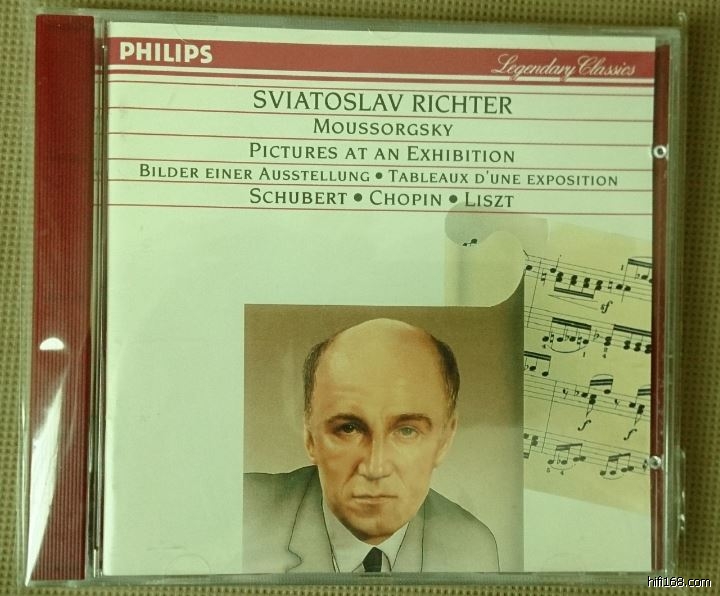 PHILIPS
Legendary Classics
SVIATOSLAV RICHTER
MOUSSORGSKY
PICTURES AT AN EXHIBITION
BILDER EINER AUSSTELLUNG • TABLEAUX D'UNE EXPOSITION
SCHUBERT • CHOPIN • LISZT
sf
hifi168.com